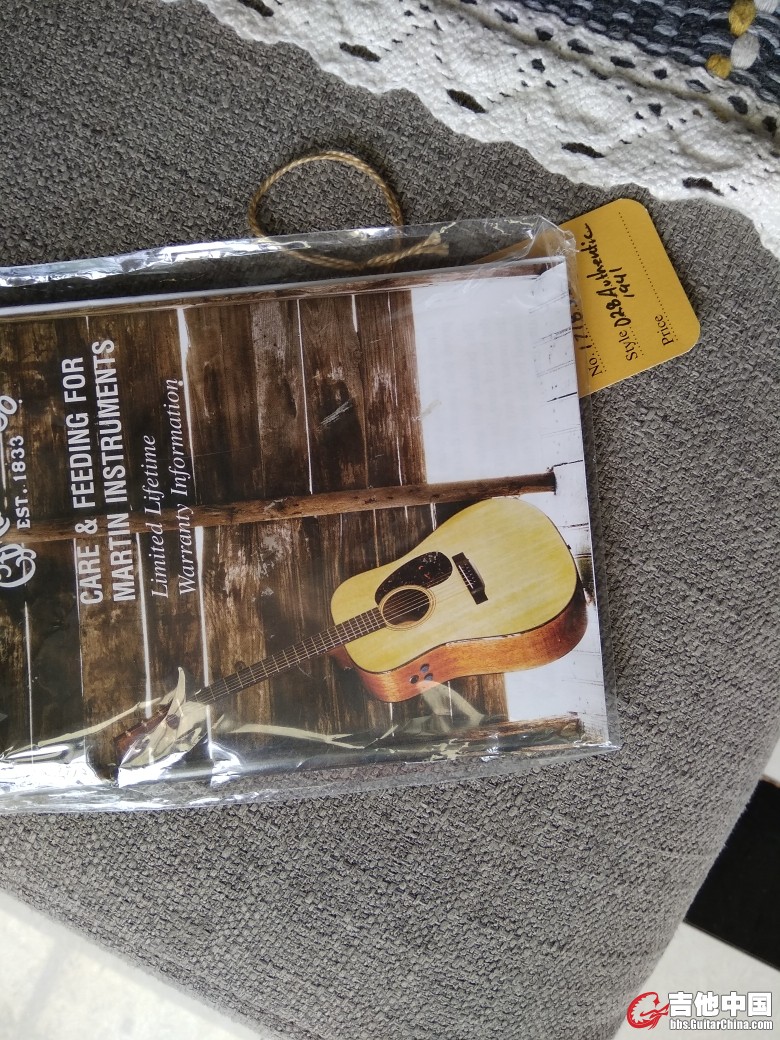 EST. 1833
CARE & FEEDING FOR
MARTIN INSTRUMENTS
Limited Lifetime
Warranty Information
No.
Style D28 Authentic
1941
Price
吉他中国
bbs.GuitarChina.com